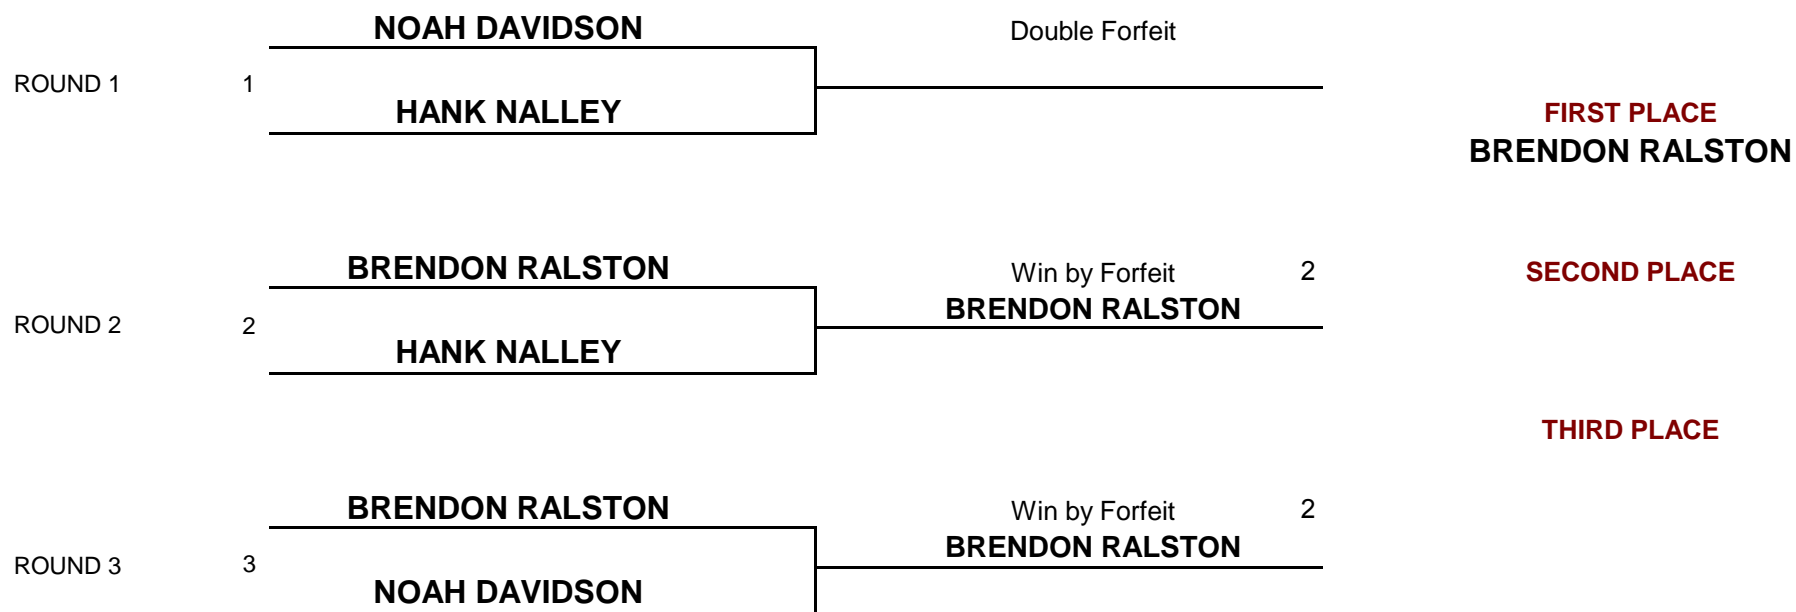 NOAH DAVIDSON
Double Forfeit
ROUND 1
1
HANK NALLEY
FIRST PLACE
BRENDON RALSTON
BRENDON RALSTON
Win by Forfeit
2
SECOND PLACE
BRENDON RALSTON
ROUND 2
2
HANK NALLEY
THIRD PLACE
BRENDON RALSTON
Win by Forfeit
2
BRENDON RALSTON
ROUND 3
3
NOAH DAVIDSON